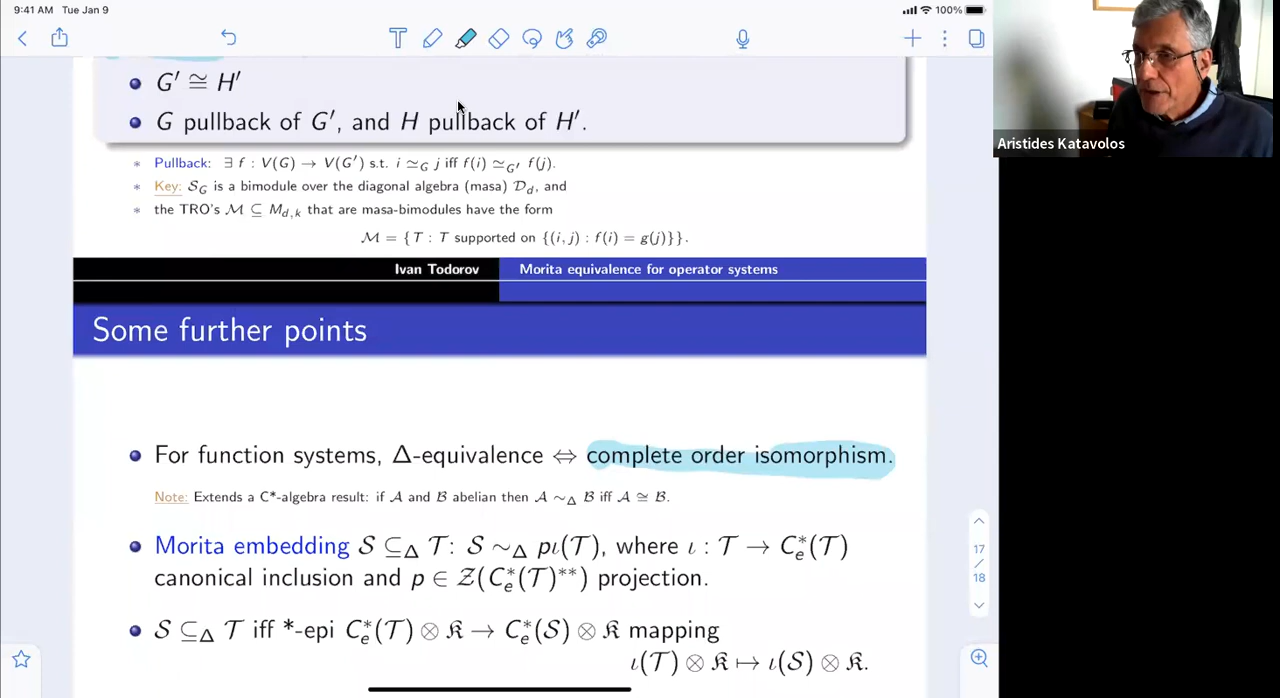 9:41 AM Tue Jan 9
100%
G′ ≅ H′
G pullback of G′, and H pullback of H′.
Aristides Katavolos
* Pullback: ∃ f : V(G) → V(G′) s.t. i ≃_G j iff f(i) ≃_{G′} f(j).
* Key: 𝒮_G is a bimodule over the diagonal algebra (masa) 𝒟_d, and
* the TRO's ℳ ⊆ M_{d,k} that are masa-bimodules have the form
ℳ = {T : T supported on {(i, j) : f(i) = g(j)}}.
Ivan Todorov Morita equivalence for operator systems
Some further points
For function systems, Δ-equivalence ⇔ complete order isomorphism.
Note: Extends a C*-algebra result: if 𝒜 and ℬ abelian then 𝒜 ∼_Δ ℬ iff 𝒜 ≅ ℬ.
Morita embedding 𝒮 ⊆_Δ 𝒯: 𝒮 ∼_Δ pι(𝒯), where ι : 𝒯 → C*_e(𝒯)
canonical inclusion and p ∈ 𝒵(C*_e(𝒯)**) projection.
𝒮 ⊆_Δ 𝒯 iff *-epi C*_e(𝒯) ⊗ 𝔎 → C*_e(𝒮) ⊗ 𝔎 mapping
ι(𝒯) ⊗ 𝔎 ↦ ι(𝒮) ⊗ 𝔎.
17
/
18